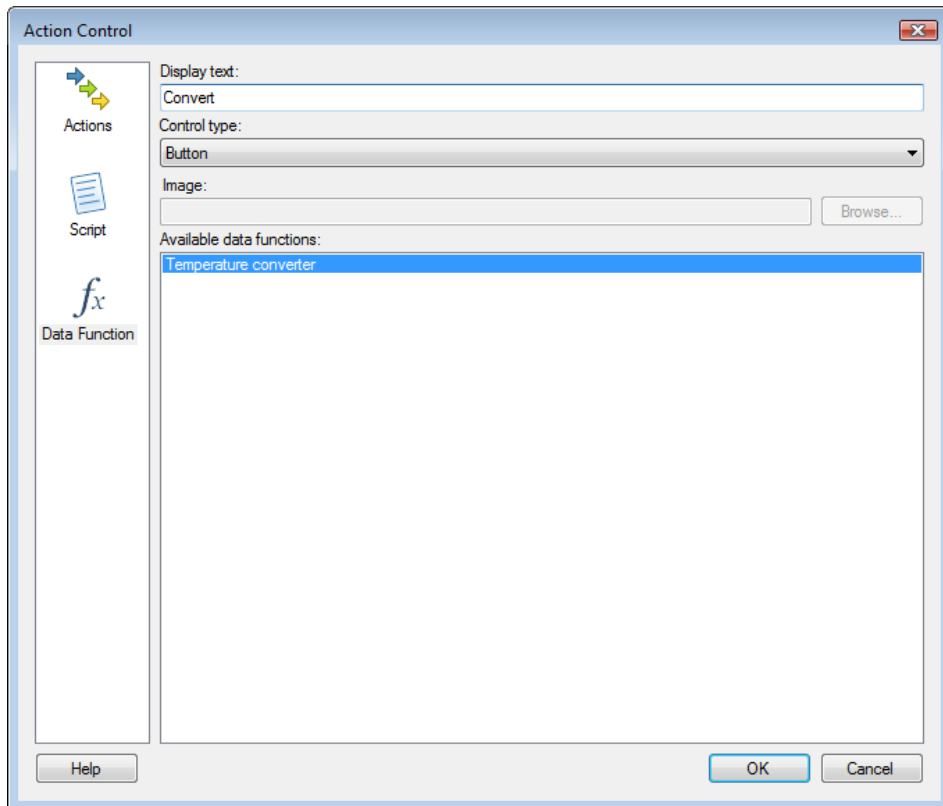 Action Control
Actions
Script
fx
Data Function
Display text:
Convert
Control type:
Button
Image:
Browse...
Available data functions:
Temperature converter
Help
OK
Cancel